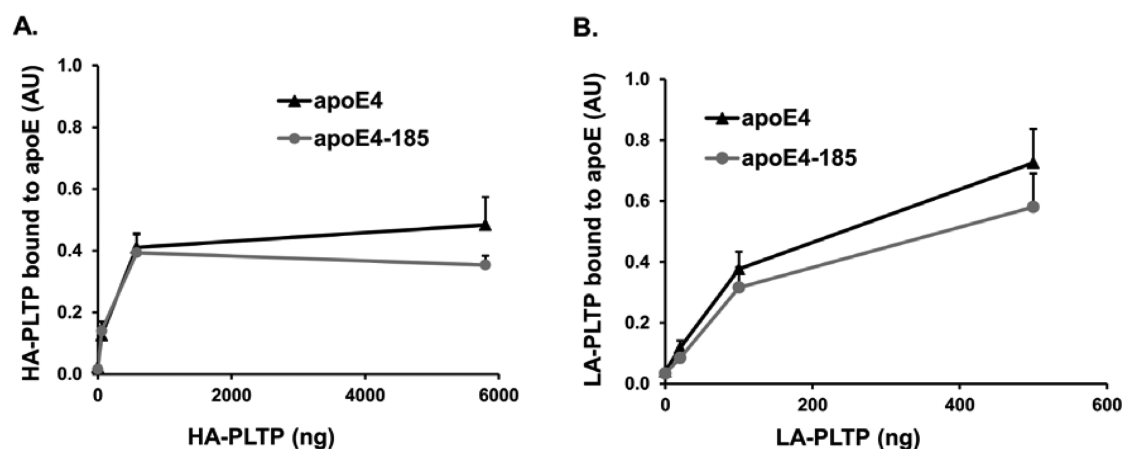 A.
HA-PLTP bound to apoE (AU)
1.0
0.8
0.6
0.4
0.2
0.0
apoE4
apoE4-185
0 2000 4000 6000
HA-PLTP (ng)
B.
LA-PLTP bound to apoE (AU)
1.0
0.8
0.6
0.4
0.2
0.0
apoE4
apoE4-185
0 200 400 600
LA-PLTP (ng)